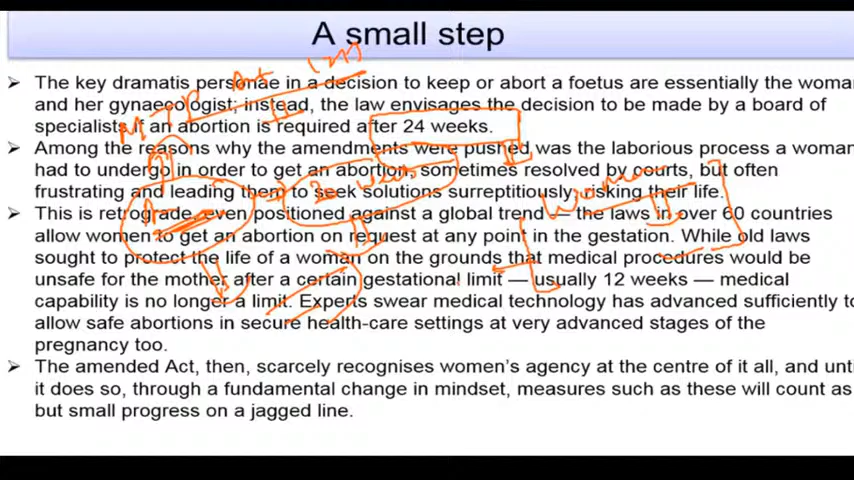 A small step
➢ The key dramatis personae in a decision to keep or abort a foetus are essentially the woma
and her gynaecologist; instead, the law envisages the decision to be made by a board of
specialists if an abortion is required after 24 weeks.
➢ Among the reasons why the amendments were pushed was the laborious process a woma
had to undergo in order to get an abortion, sometimes resolved by courts, but often
frustrating and leading them to seek solutions surreptitiously, risking their life.
➢ This is retrograde even positioned against a global trend — the laws in over 60 countries
allow women to get an abortion on request at any point in the gestation. While old laws
sought to protect the life of a woman on the grounds that medical procedures would be
unsafe for the mother after a certain gestational limit — usually 12 weeks — medical
capability is no longer a limit. Experts swear medical technology has advanced sufficiently to
allow safe abortions in secure health-care settings at very advanced stages of the
pregnancy too.
➢ The amended Act, then, scarcely recognises women's agency at the centre of it all, and unti
it does so, through a fundamental change in mindset, measures such as these will count as
but small progress on a jagged line.
MTP Act